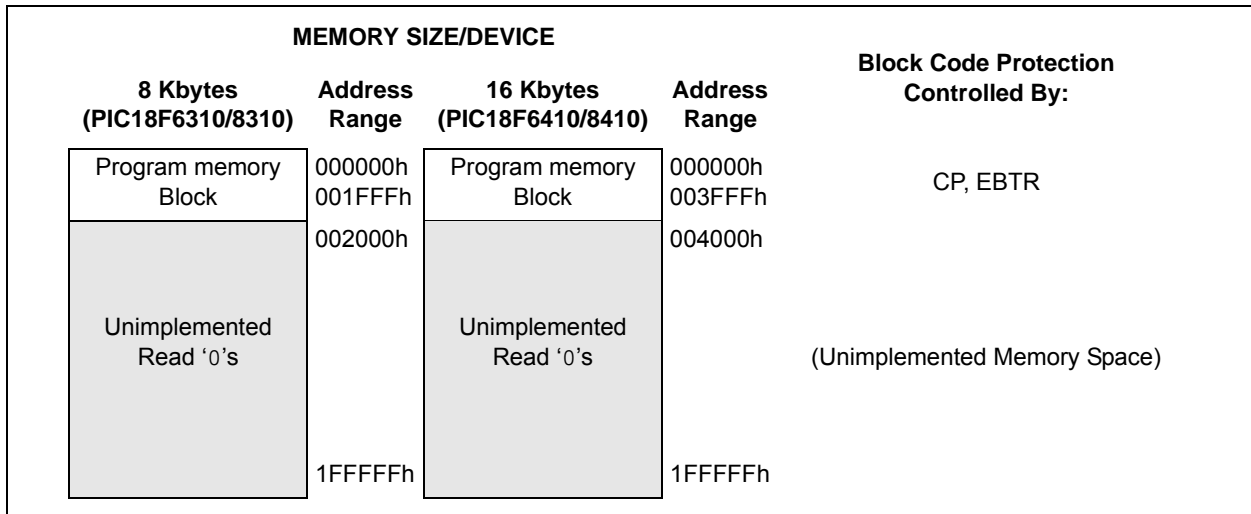 MEMORY SIZE/DEVICE
Block Code Protection
Controlled By:
8 Kbytes
(PIC18F6310/8310)
Address
Range
16 Kbytes
(PIC18F6410/8410)
Address
Range
Program memory
Block
000000h
001FFFh
Program memory
Block
000000h
003FFFh
CP, EBTR
002000h
004000h
Unimplemented
Read ‘0’s
Unimplemented
Read ‘0’s
(Unimplemented Memory Space)
1FFFFFh
1FFFFFh